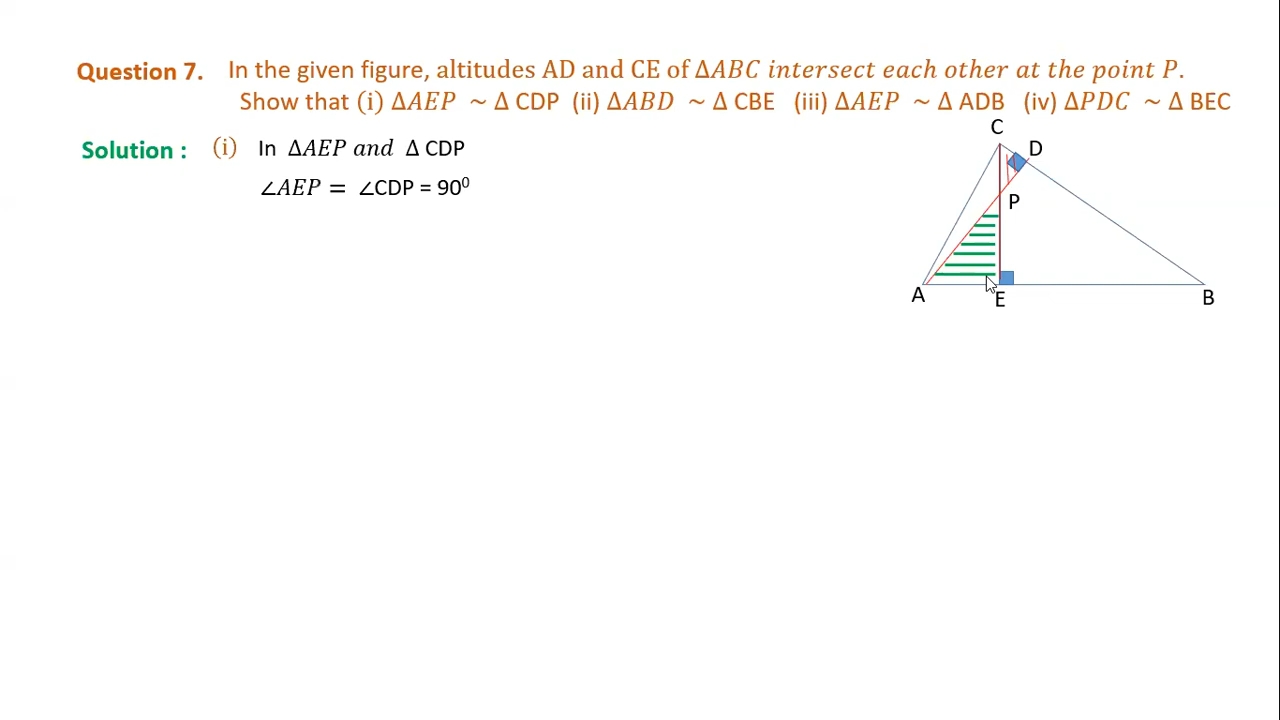 Question 7. In the given figure, altitudes AD and CE of ΔABC intersect each other at the point P.
Show that (i) ΔAEP ~ Δ CDP (ii) ΔABD ~ Δ CBE (iii) ΔAEP ~ Δ ADB (iv) ΔPDC ~ Δ BEC
Solution : (i) In ΔAEP and Δ CDP
∠AEP = ∠CDP = 90⁰
C
D
P
A
E
B